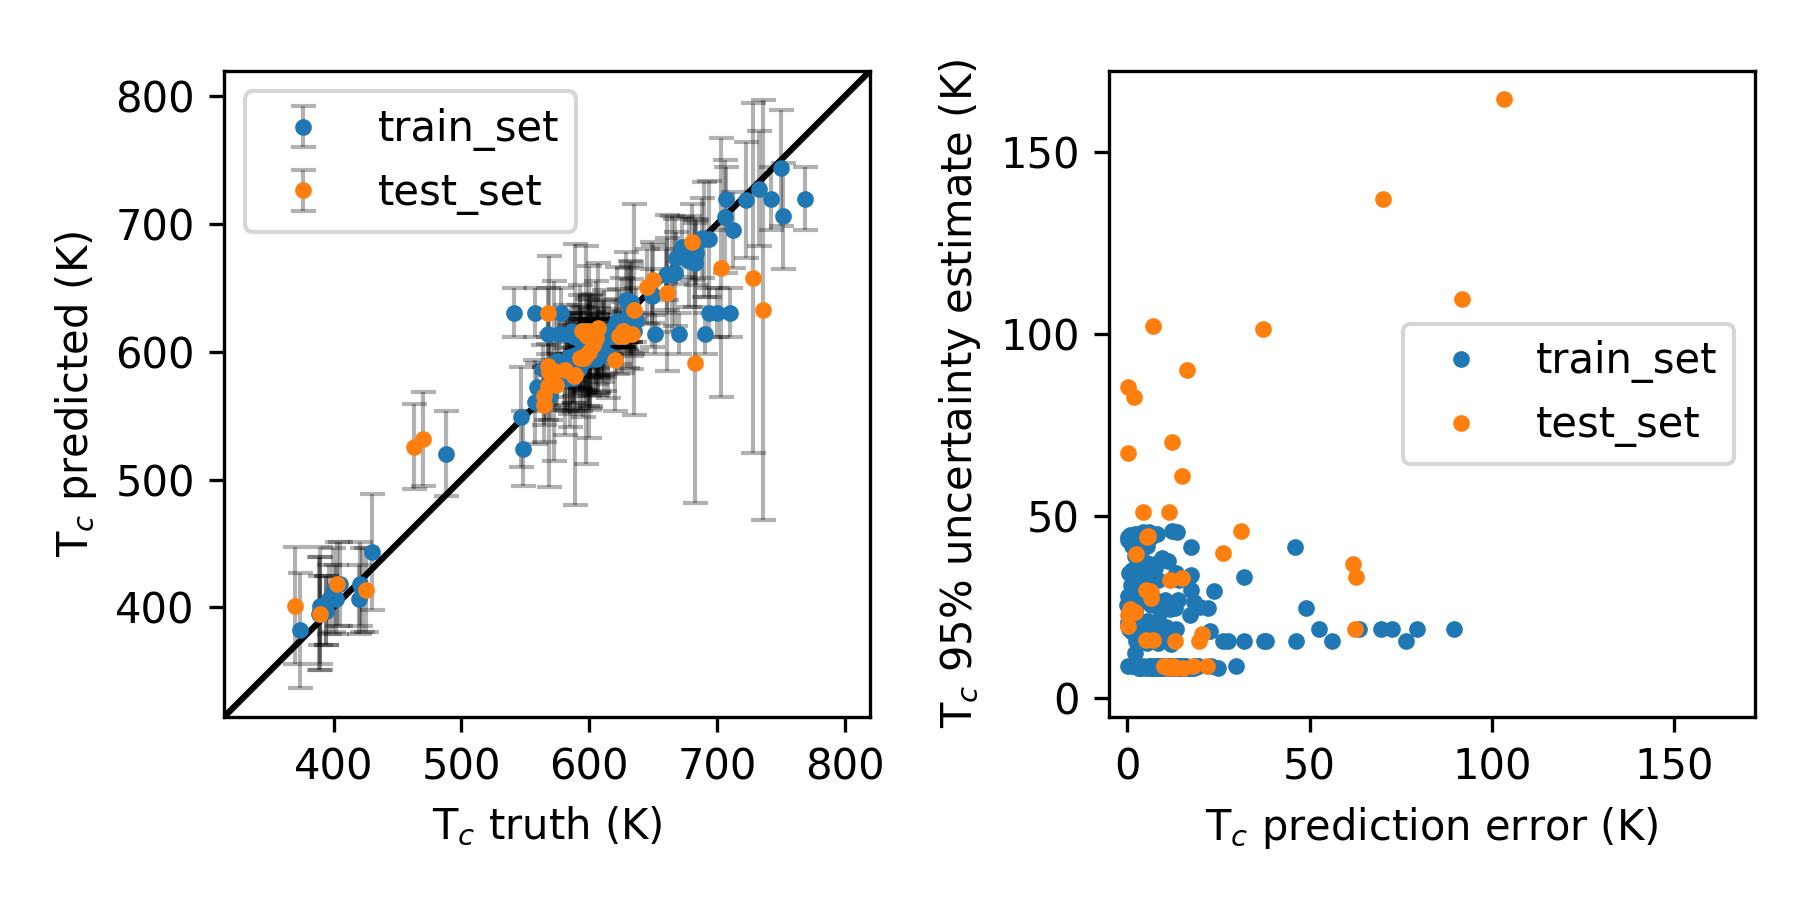 800
700
600
500
400
400
500
600
700
800
T_c predicted (K)
T_c truth (K)
train_set
test_set
150
100
50
0
0
50
100
150
T_c 95% uncertainty estimate (K)
T_c prediction error (K)
train_set
test_set